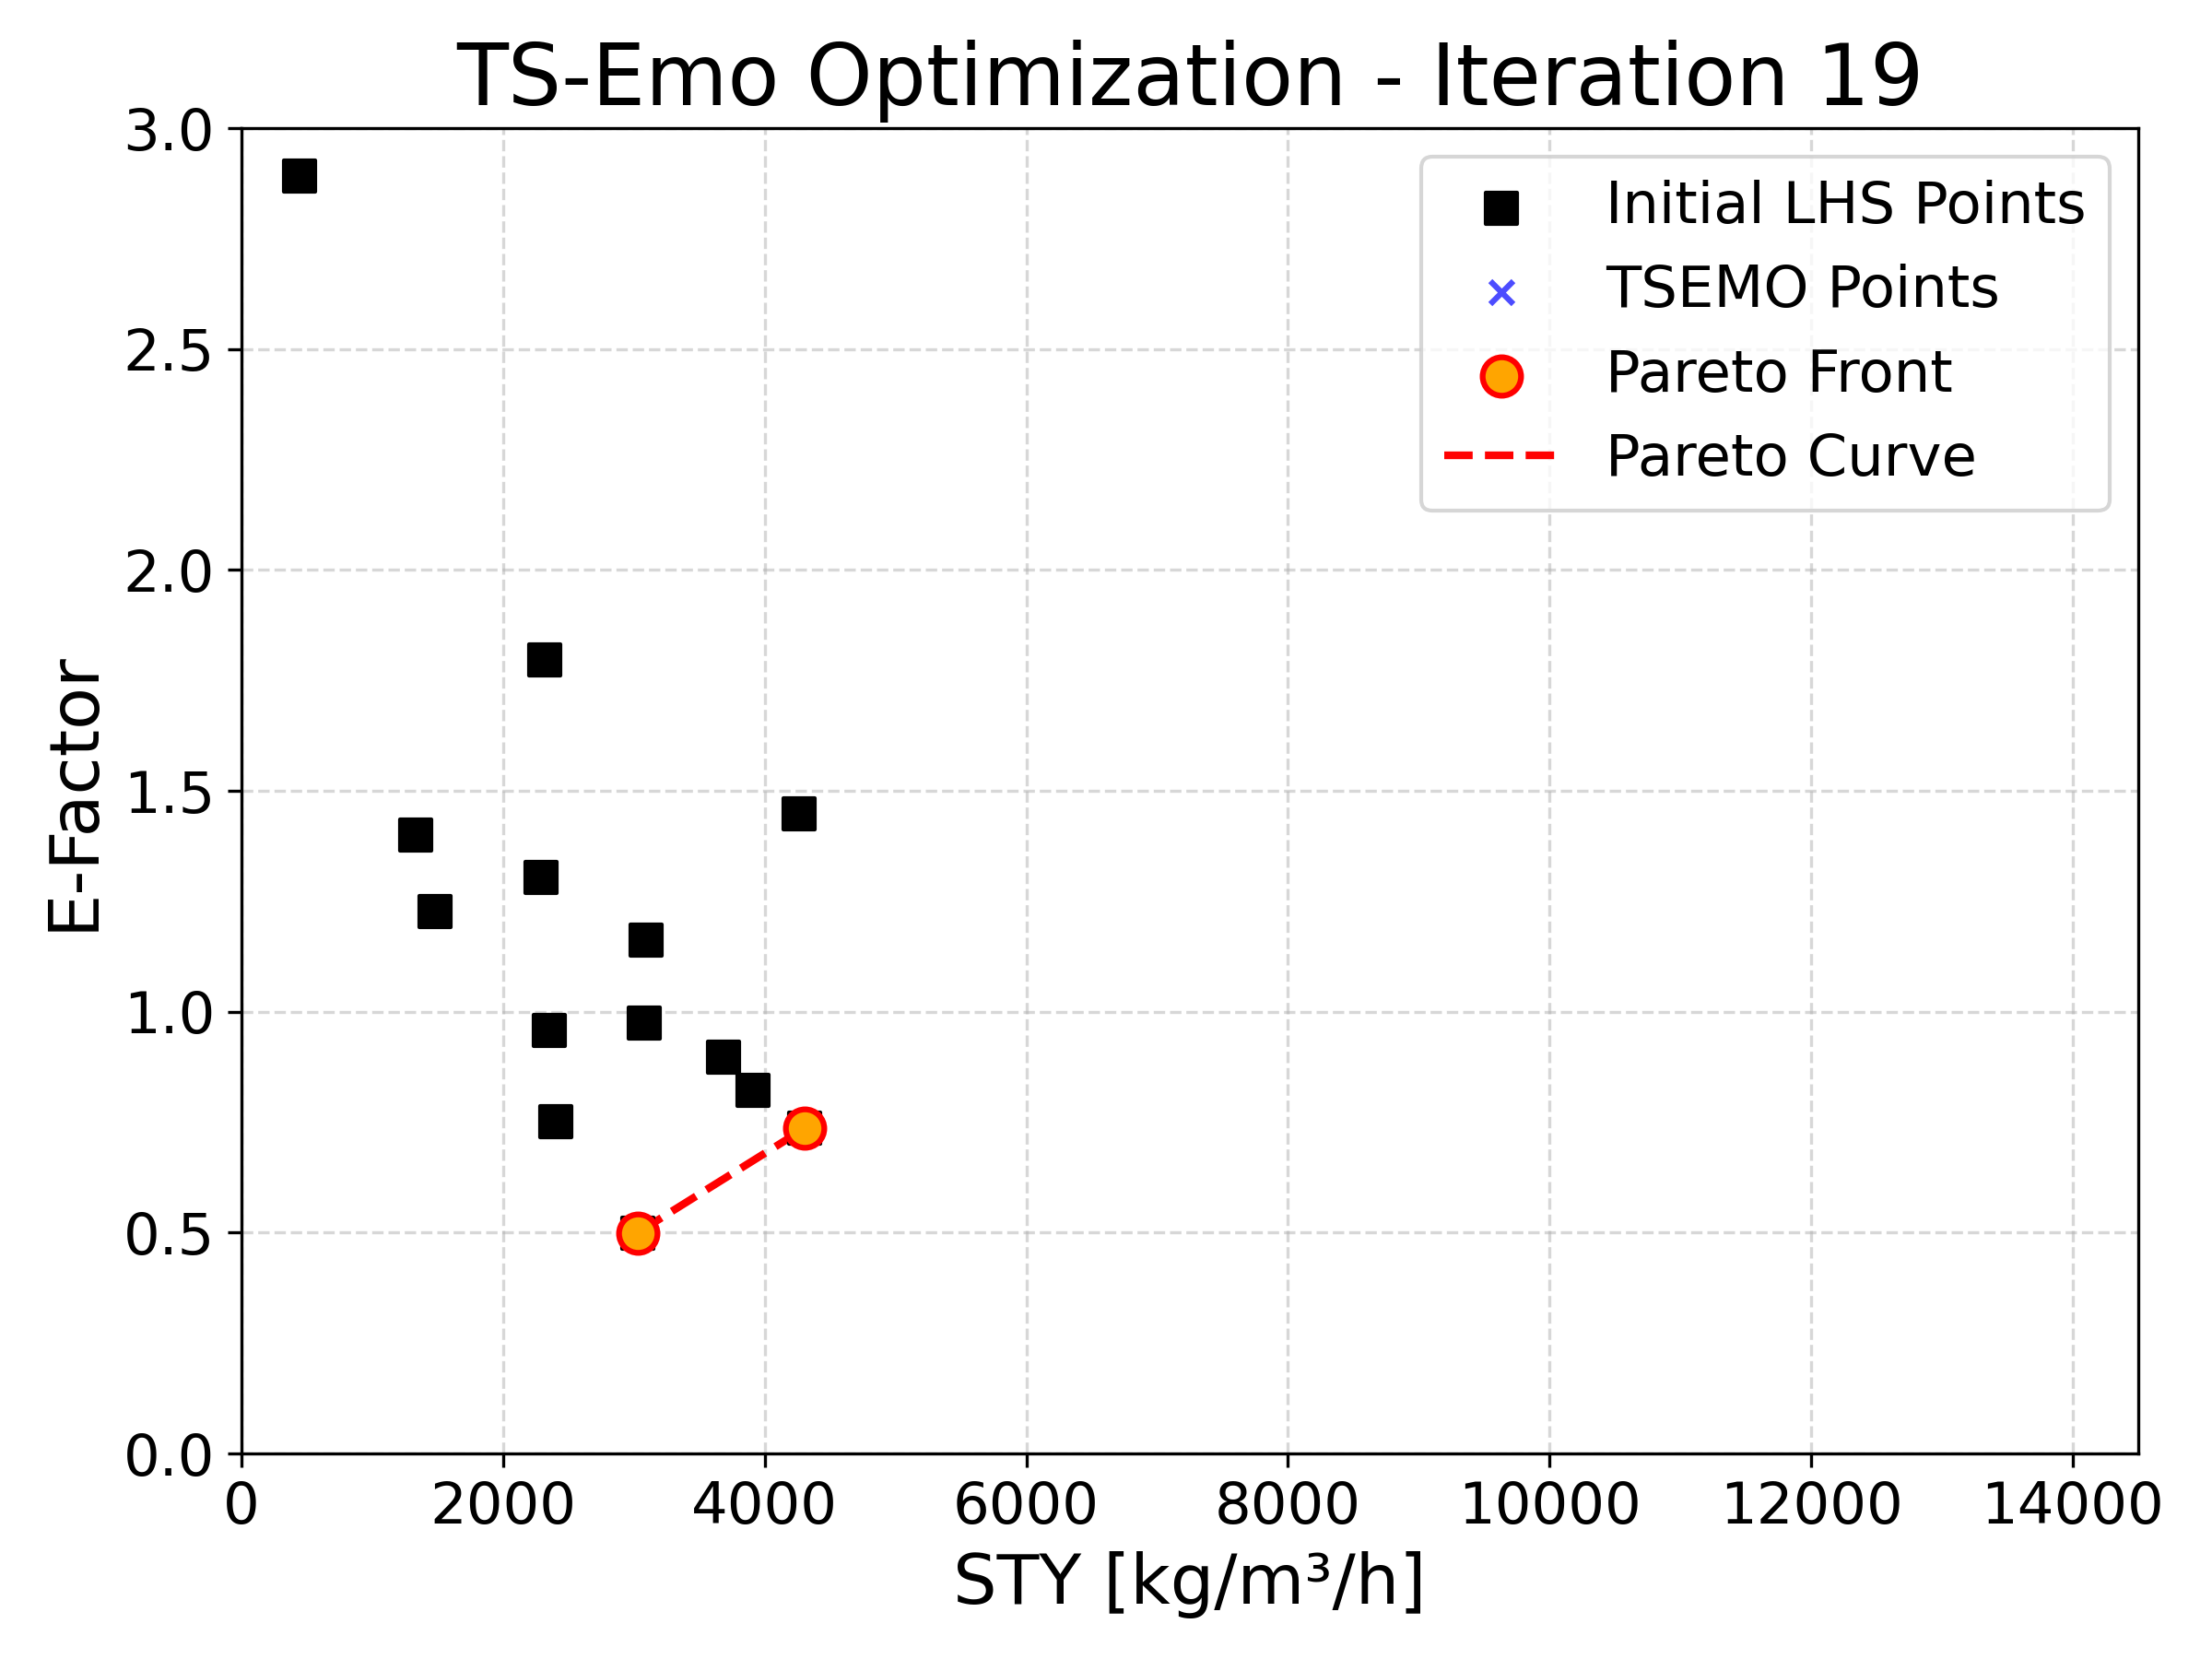 TS-Emo Optimization - Iteration 19
3.0
2.5
2.0
1.5
1.0
0.5
0.0
E-Factor
Initial LHS Points
TSEMO Points
Pareto Front
Pareto Curve
0 2000 4000 6000 8000 10000 12000 14000
STY [kg/m³/h]